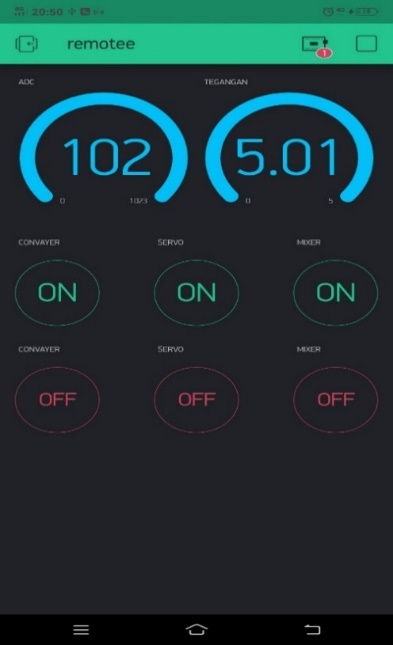 20:50
remotee
1
ADC TEGANGAN
102 5.01
0 1023 0 5
CONVAYER SERVO MIXER
ON ON ON
CONVAYER SERVO MIXER
OFF OFF OFF